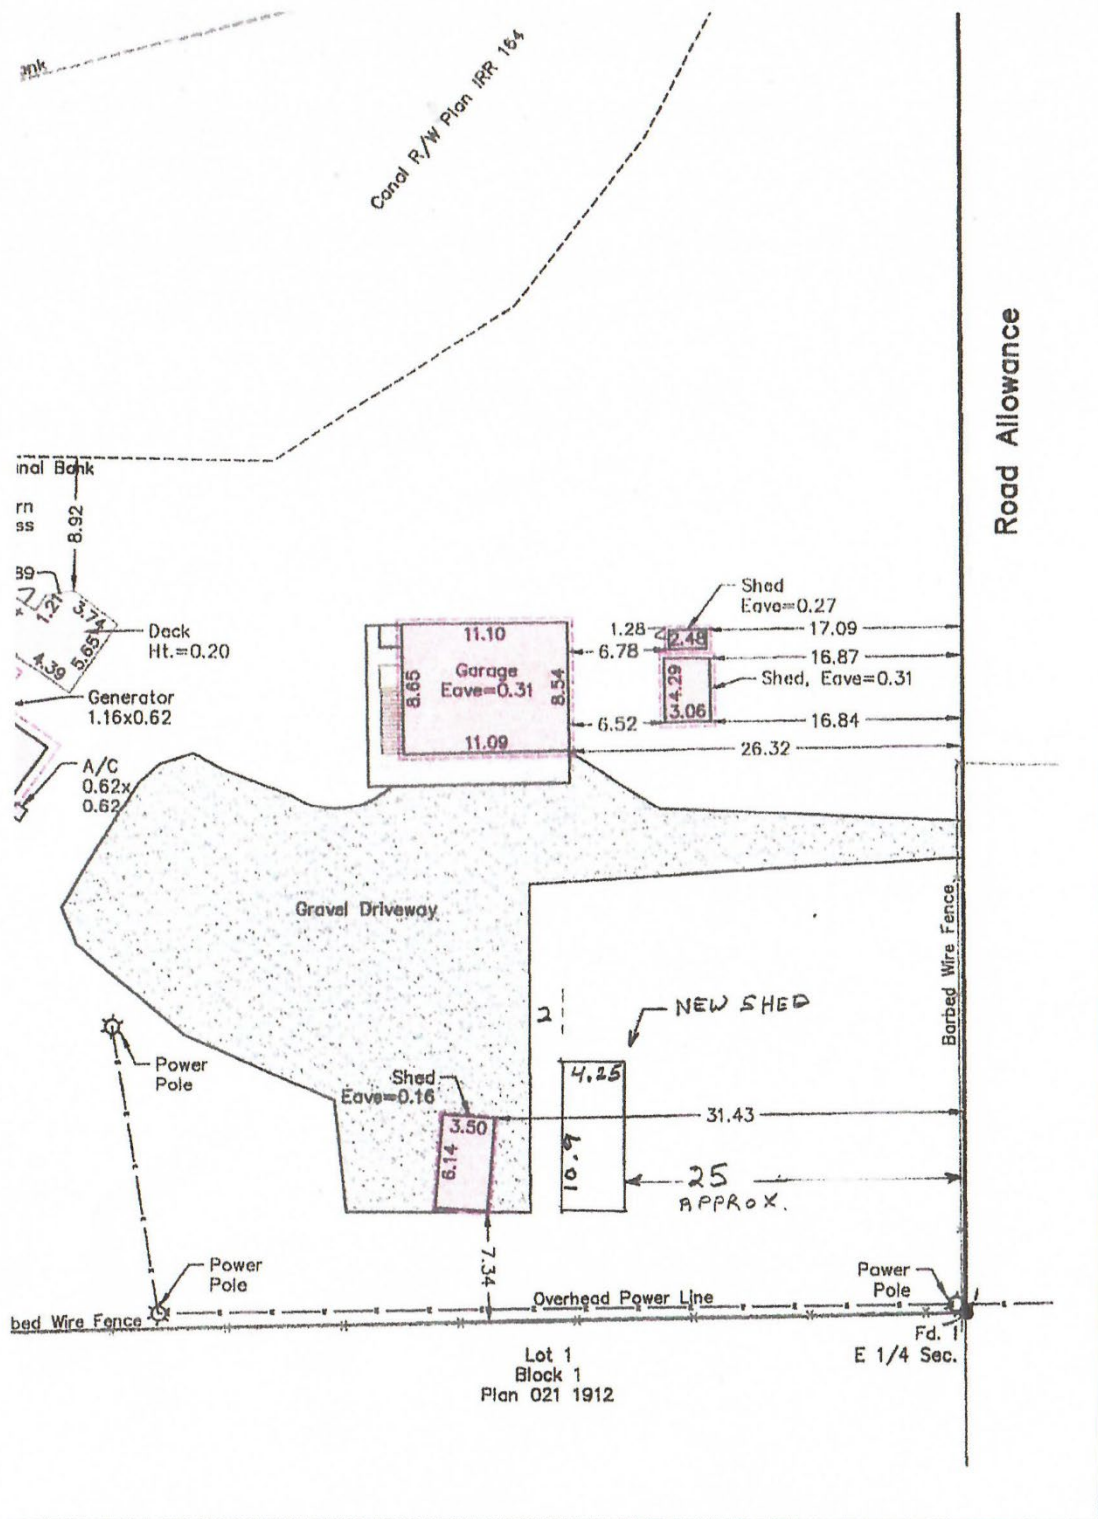 Canal R/W Plan IRR 164
Road Allowance
8.92
1.21
3.74
5.65
4.39
Deck
Ht.=0.20
Generator
1.16x0.62
A/C
0.62x
0.62
11.10
Garage
Eave=0.31
8.65
8.54
11.09
Shed
Eave=0.27
1.28
2.48
17.09
6.78
16.87
4.29
Shed, Eave=0.31
3.06
6.52
16.84
26.32
Gravel Driveway
Barbed Wire Fence
2
NEW SHED
Power
Pole
Shed
Eave=0.16
4.25
3.50
31.43
6.14
10.9
25
APPROX.
7.34
Power
Pole
Overhead Power Line
Power
Pole
bed Wire Fence
Fd. I
E 1/4 Sec.
Lot 1
Block 1
Plan 021 1912